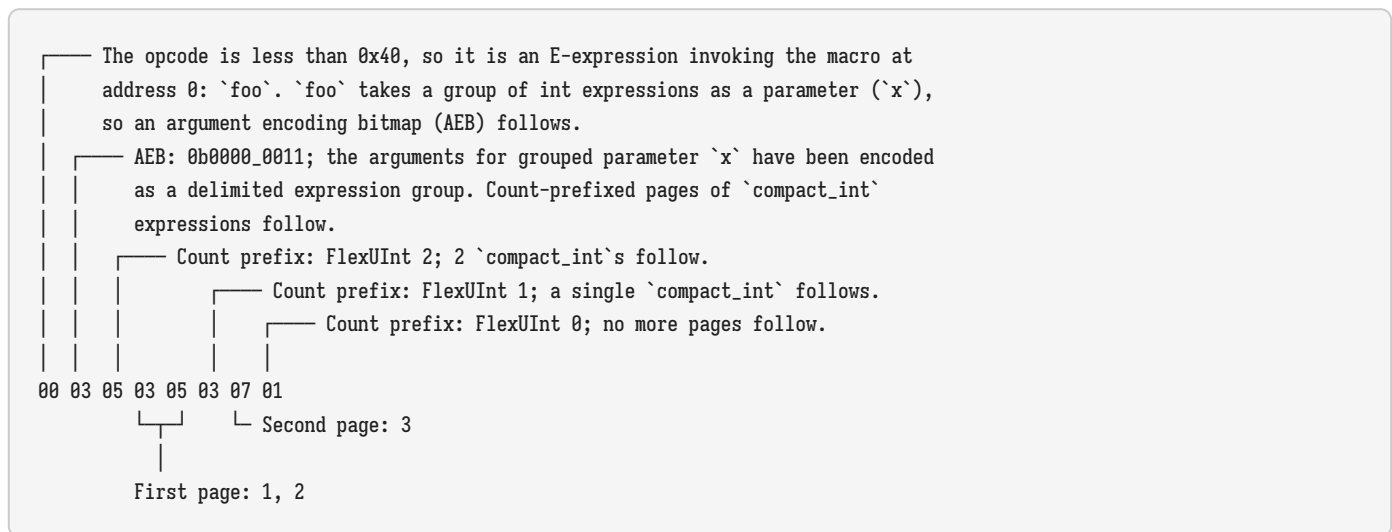 ┌──── The opcode is less than 0x40, so it is an E-expression invoking the macro at
│     address 0: `foo`. `foo` takes a group of int expressions as a parameter (`x`),
│     so an argument encoding bitmap (AEB) follows.
│  ┌──── AEB: 0b0000_0011; the arguments for grouped parameter `x` have been encoded
│  │     as a delimited expression group. Count-prefixed pages of `compact_int`
│  │     expressions follow.
│  │   ┌──── Count prefix: FlexUInt 2; 2 `compact_int`s follow.
│  │   │        ┌──── Count prefix: FlexUInt 1; a single `compact_int` follows.
│  │   │        │    ┌──── Count prefix: FlexUInt 0; no more pages follow.
│  │   │        │    │
00 03 05 03 05 03 07 01
         └─┬─┘    └─ Second page: 3
           │
         First page: 1, 2